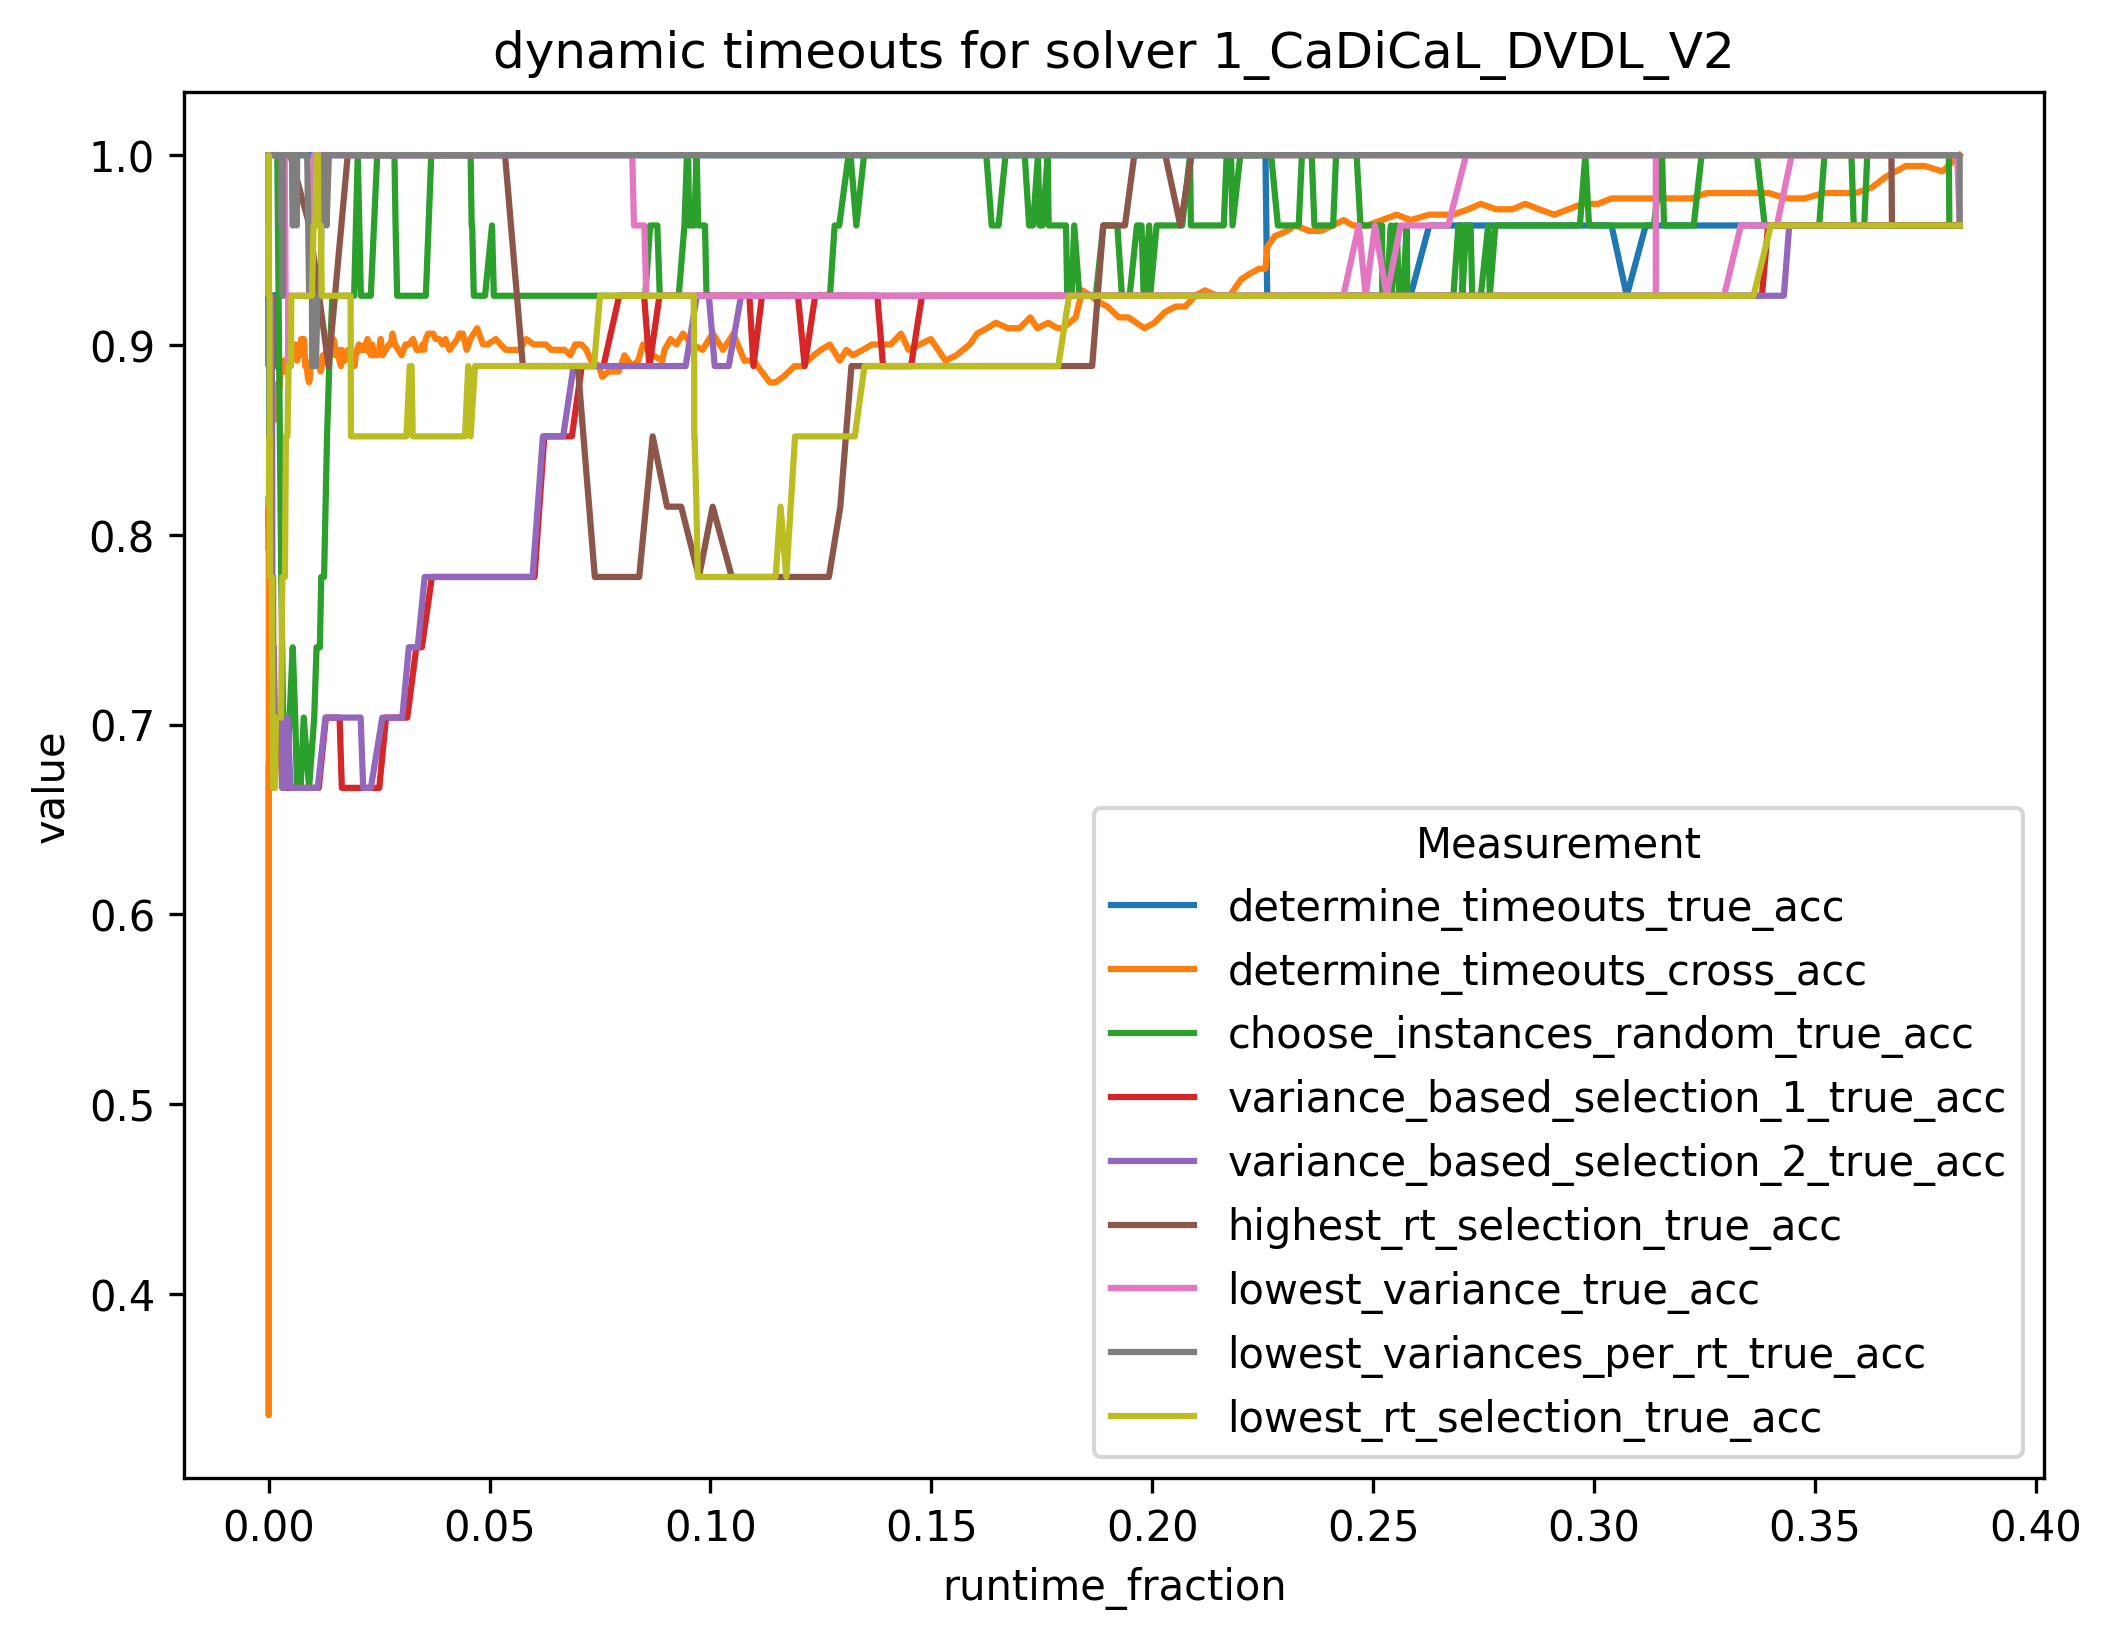 dynamic timeouts for solver 1_CaDiCaL_DVDL_V2
1.0
0.9
0.8
0.7
0.6
0.5
0.4
value
Measurement
determine_timeouts_true_acc
determine_timeouts_cross_acc
choose_instances_random_true_acc
variance_based_selection_1_true_acc
variance_based_selection_2_true_acc
highest_rt_selection_true_acc
lowest_variance_true_acc
lowest_variances_per_rt_true_acc
lowest_rt_selection_true_acc
0.00 0.05 0.10 0.15 0.20 0.25 0.30 0.35 0.40
runtime_fraction